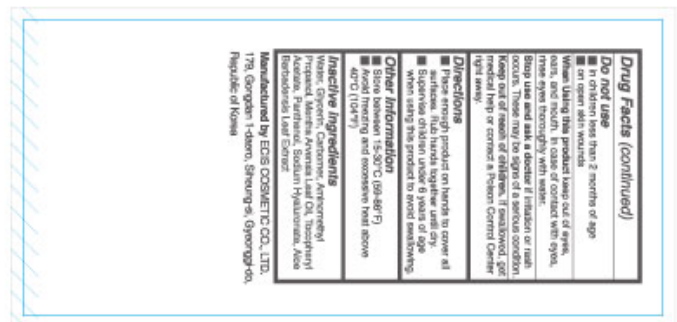 Drug Facts (continued)
Do not use
■ in children less than 2 months of age
■ on open skin wounds
When Using this product keep out of eyes,
ears, and mouth. In case of contact with eyes,
rinse eyes thoroughly with water.
Stop use and ask a doctor if irritation or rash
occurs. These may be signs of a serious condition.
Keep out of reach of children. If swallowed, get
medical help or contact a Poison Control Center
right away.
Directions
■ Place enough product on hands to cover all
surfaces. Rub hands together until dry.
■ Supervise children under 6 years of age
when using this product to avoid swallowing.
Other Information
■ Store between 15-30°C (59-86°F)
■ Avoid freezing and excessive heat above
40°C (104°F)
Inactive ingredients
Water, Glycerin, Carbomer, Aminomethyl
Propanol, Mentha Arvensis Leaf Oil, Tocopheryl
Acetate, Panthenol, Sodium Hyaluronate, Aloe
Barbadensis Leaf Extract
Manufactured by EDIS COSMETIC CO., LTD.
179, Gongdan 1-daero, Siheung-si, Gyeonggi-do,
Republic of Korea